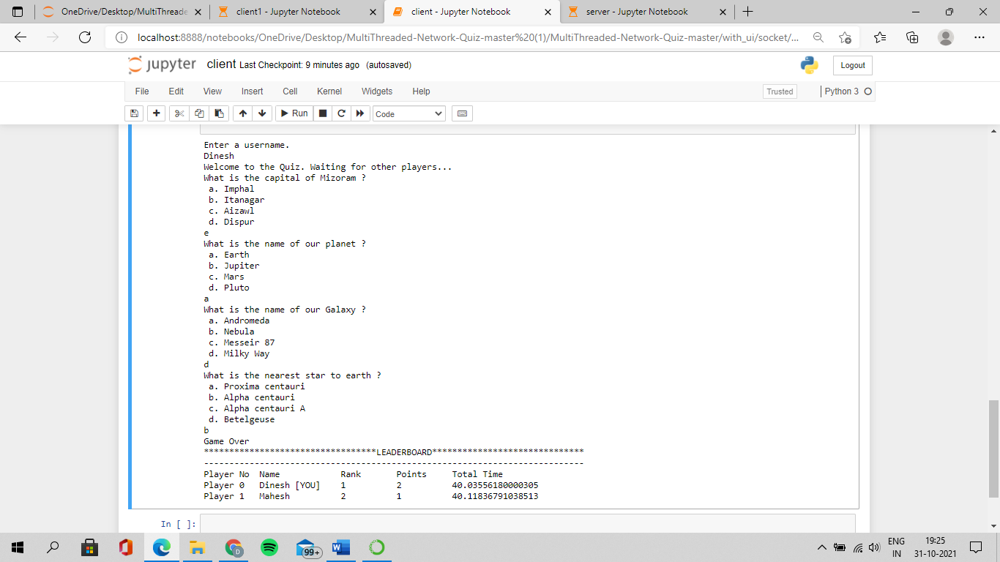 OneDrive/Desktop/MultiThreade
client1 - Jupyter Notebook
client - Jupyter Notebook
server - Jupyter Notebook
localhost:8888/notebooks/OneDrive/Desktop/MultiThreaded-Network-Quiz-master%20(1)/MultiThreaded-Network-Quiz-master/with_ui/socket/...
jupyter client Last Checkpoint: 9 minutes ago (autosaved)
Logout
File Edit View Insert Cell Kernel Widgets Help
Trusted
Python 3
Run
Code
Enter a username.
Dinesh
Welcome to the Quiz. Waiting for other players...
What is the capital of Mizoram ?
a. Imphal
b. Itanagar
c. Aizawl
d. Dispur
e
What is the name of our planet ?
a. Earth
b. Jupiter
c. Mars
d. Pluto
a
What is the name of our Galaxy ?
a. Andromeda
b. Nebula
c. Messeir 87
d. Milky Way
d
What is the nearest star to earth ?
a. Proxima centauri
b. Alpha centauri
c. Alpha centauri A
d. Betelgeuse
b
Game Over
**********************************LEADERBOARD******************************
---------------------------------------------------------------------------
Player No Name Rank Points Total Time
Player 0 Dinesh [YOU] 1 2 40.03556180000305
Player 1 Mahesh 2 1 40.11836791038513
In [ ]:
D
99+
W
ENG
IN
19:25
31-10-2021